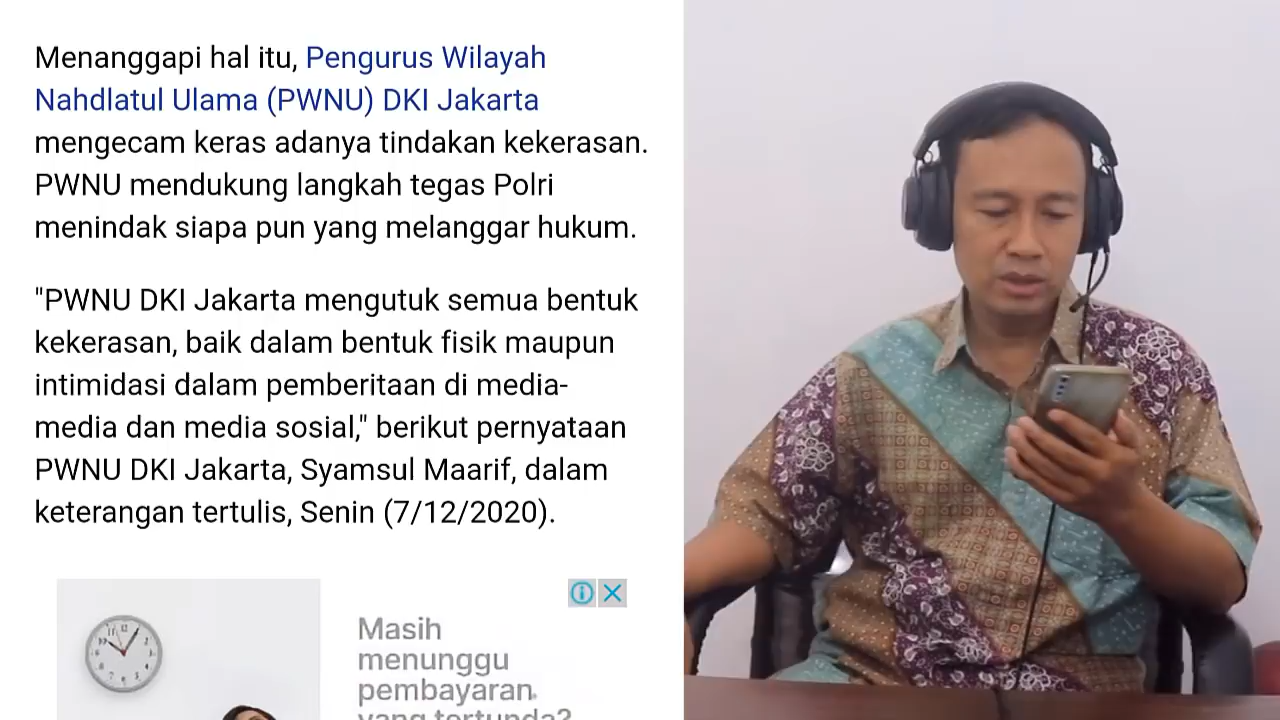 Menanggapi hal itu, Pengurus Wilayah
Nahdlatul Ulama (PWNU) DKI Jakarta
mengecam keras adanya tindakan kekerasan.
PWNU mendukung langkah tegas Polri
menindak siapa pun yang melanggar hukum.
"PWNU DKI Jakarta mengutuk semua bentuk
kekerasan, baik dalam bentuk fisik maupun
intimidasi dalam pemberitaan di media-
media dan media sosial," berikut pernyataan
PWNU DKI Jakarta, Syamsul Maarif, dalam
keterangan tertulis, Senin (7/12/2020).
Masih
menunggu
pembayaran
yang tertunda?